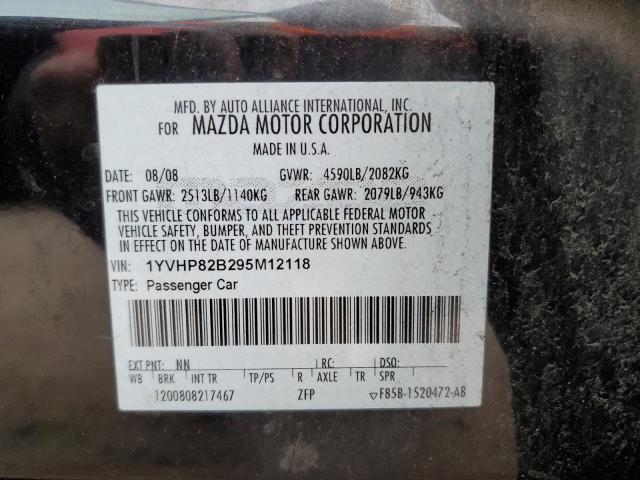 MFD. BY AUTO ALLIANCE INTERNATIONAL, INC.
FOR MAZDA MOTOR CORPORATION
MADE IN U.S.A.
DATE: 08/08 GVWR: 4590LB/2082KG
FRONT GAWR: 2513LB/1140KG REAR GAWR: 2079LB/943KG
THIS VEHICLE CONFORMS TO ALL APPLICABLE FEDERAL MOTOR
VEHICLE SAFETY, BUMPER, AND THEFT PREVENTION STANDARDS
IN EFFECT ON THE DATE OF MANUFACTURE SHOWN ABOVE.
VIN: 1YVHP82B295M12118
TYPE: Passenger Car
EXT PNT: NN RC: DSO:
WB BRK INT TR TP/PS R AXLE TR SPR
1200808217467 ZFP ▽F85B-1520472-AB